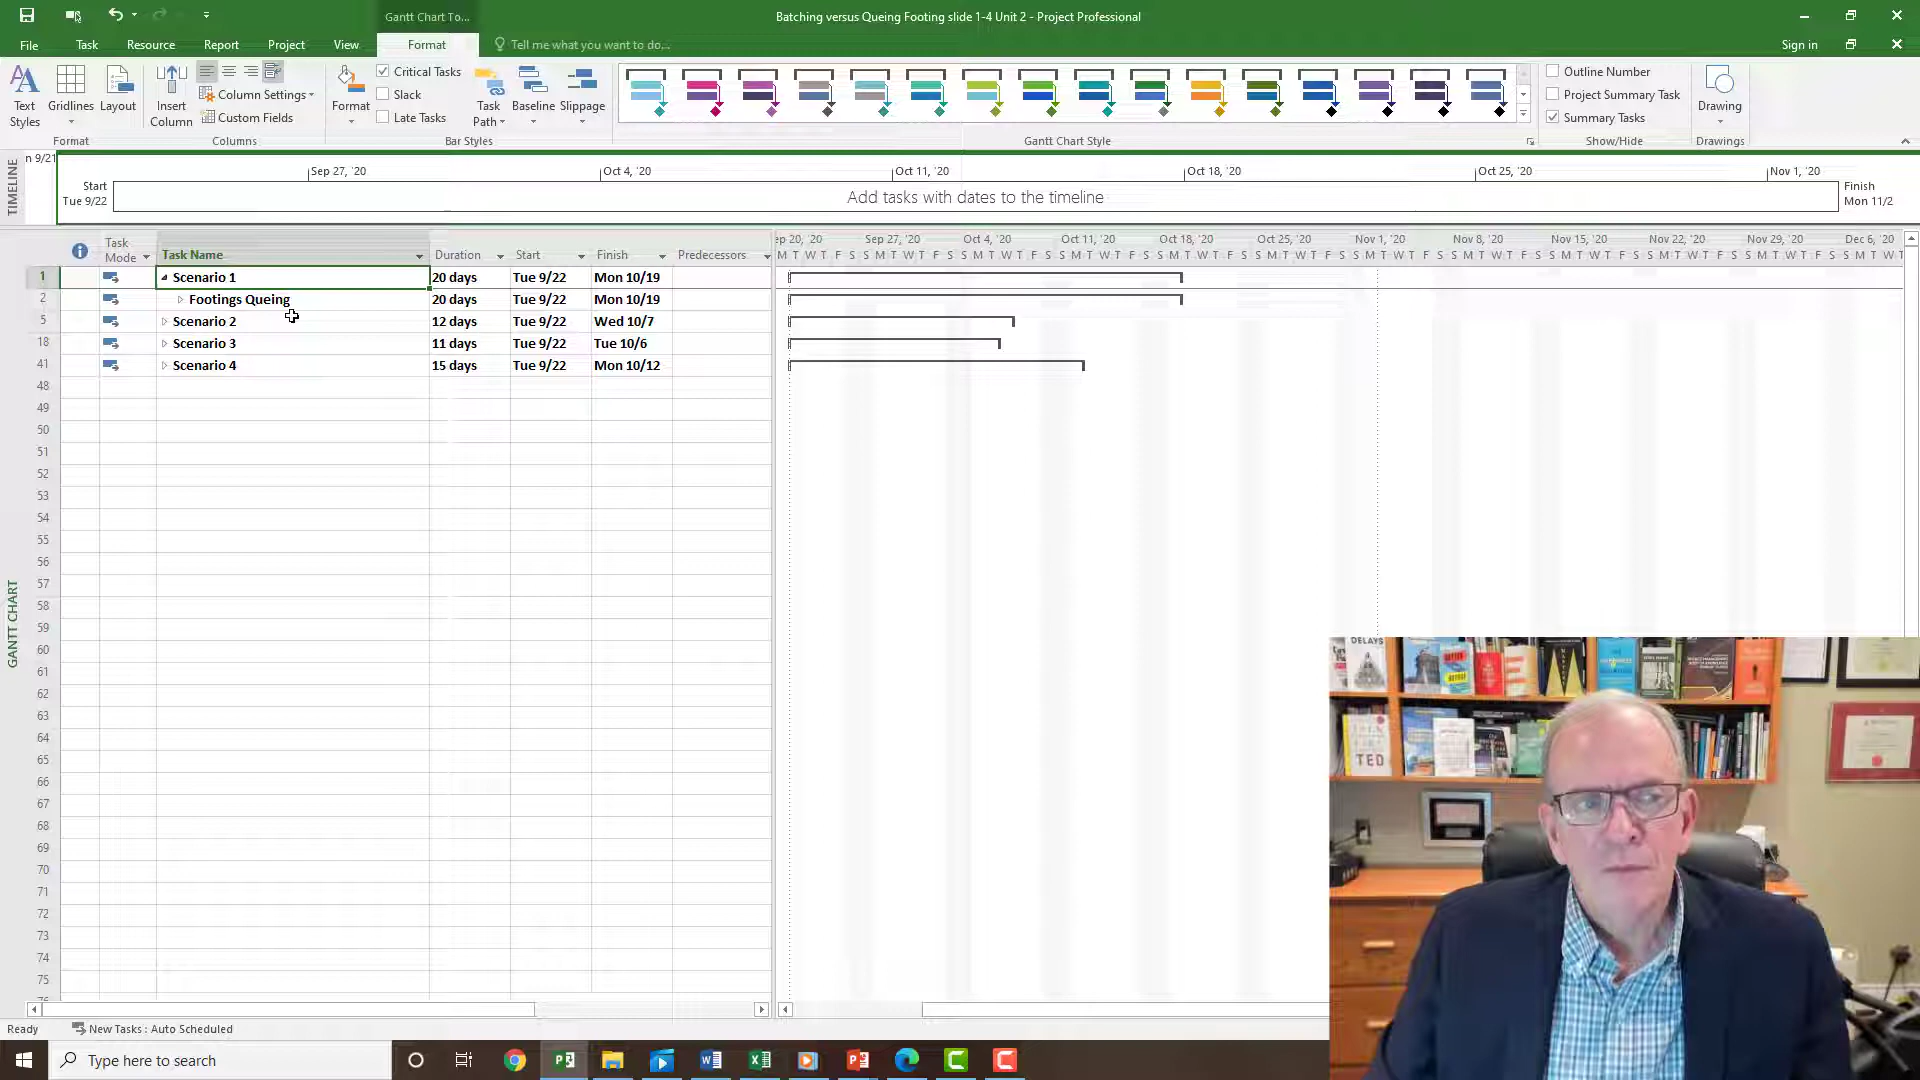 Gantt Chart To...
Batching versus Queing Footing slide 1-4 Unit 2 - Project Professional
File Task Resource Report Project View Format Tell me what you want to do... Sign in
Text Styles
Gridlines
Layout
Format
Insert Column
Column Settings
Custom Fields
Columns
Format
Critical Tasks
Slack
Late Tasks
Task Path
Baseline
Slippage
Bar Styles
Gantt Chart Style
Outline Number
Project Summary Task
Summary Tasks
Show/Hide
Drawing
Drawings
TIMELINE
n 9/21
Sep 27, '20 Oct 4, '20 Oct 11, '20 Oct 18, '20 Oct 25, '20 Nov 1, '20
Start
Tue 9/22
Add tasks with dates to the timeline
Finish
Mon 11/2
Task Mode Task Name Duration Start Finish Predecessors
ep 20, '20 Sep 27, '20 Oct 4, '20 Oct 11, '20 Oct 18, '20 Oct 25, '20 Nov 1, '20 Nov 8, '20 Nov 15, '20 Nov 22, '20 Nov 29, '20 Dec 6, '20
1 Scenario 1 20 days Tue 9/22 Mon 10/19
2 Footings Queing 20 days Tue 9/22 Mon 10/19
5 Scenario 2 12 days Tue 9/22 Wed 10/7
18 Scenario 3 11 days Tue 9/22 Tue 10/6
41 Scenario 4 15 days Tue 9/22 Mon 10/12
48
49
50
51
52
53
54
55
56
57
58
59
60
61
62
63
64
65
66
67
68
69
70
71
72
73
74
75
GANTT CHART
DELAYS
TED
Ready New Tasks : Auto Scheduled
Type here to search